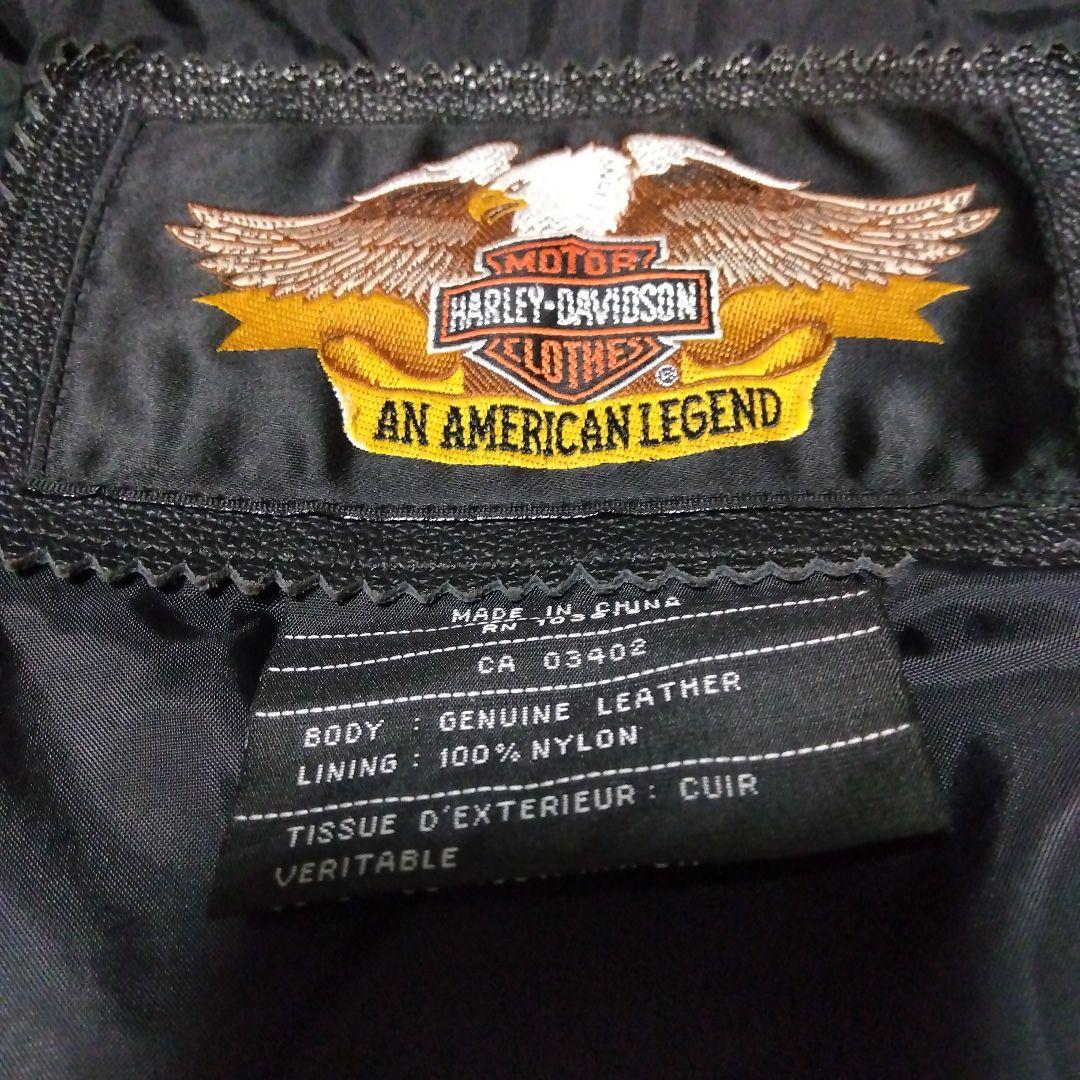 MOTOR
HARLEY-DAVIDSON
CLOTHES
®
AN AMERICAN LEGEND
MADE IN CHINA
RN
CA 03402
BODY : GENUINE LEATHER
LINING : 100% NYLON
TISSUE D'EXTERIEUR : CUIR
VERITABLE